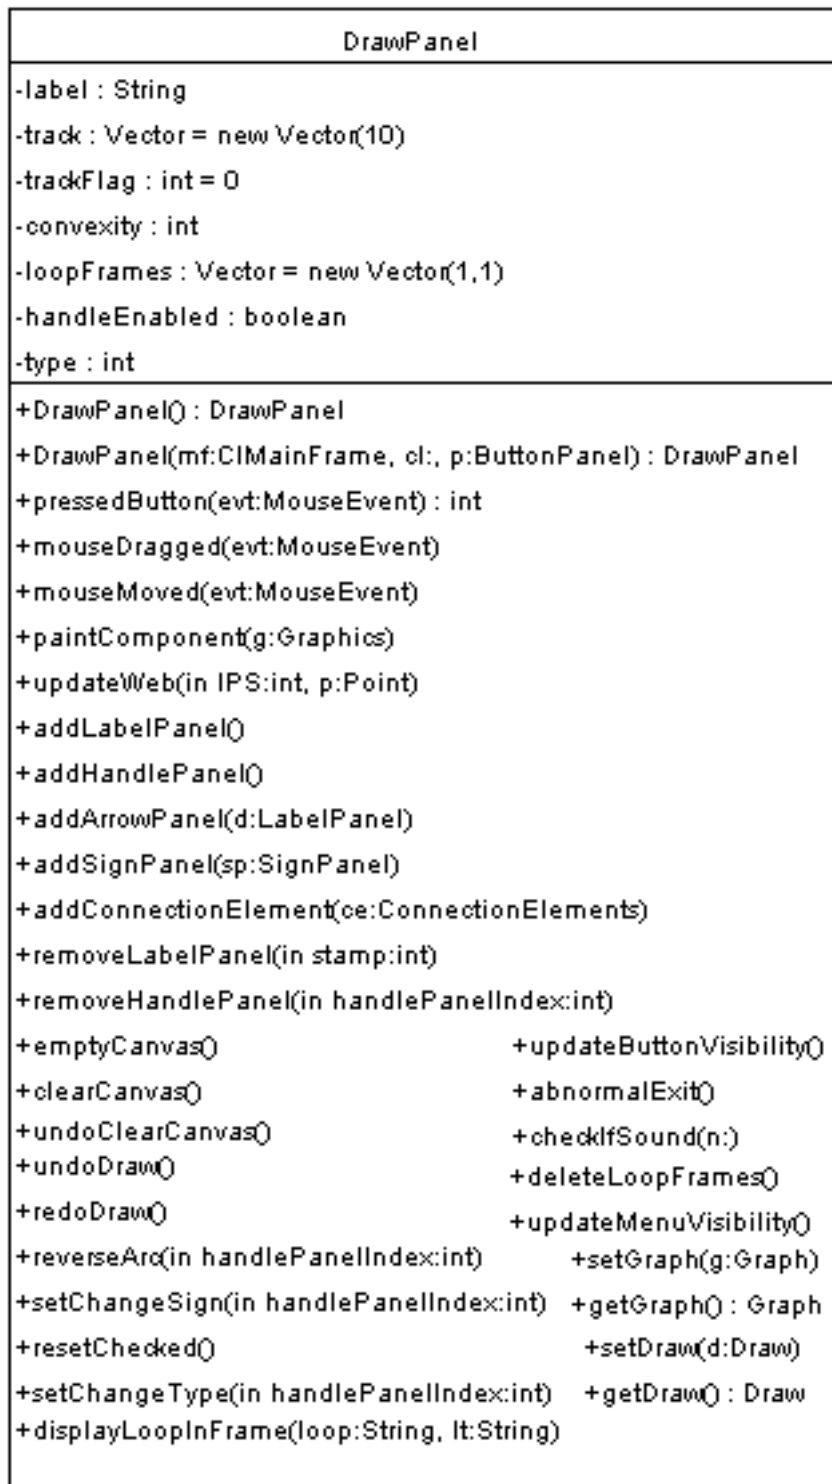 DrawPanel
-label : String
-track : Vector = new Vector(10)
-trackFlag : int = 0
-convexity : int
-loopFrames : Vector = new Vector(1,1)
-handleEnabled : boolean
-type : int
+DrawPanel() : DrawPanel
+DrawPanel(mf:ClMainFrame, cl:, p:ButtonPanel) : DrawPanel
+pressedButton(evt:MouseEvent) : int
+mouseDragged(evt:MouseEvent)
+mouseMoved(evt:MouseEvent)
+paintComponent(g:Graphics)
+updateWeb(in IPS:int, p:Point)
+addLabelPanel()
+addHandlePanel()
+addArrowPanel(d:LabelPanel)
+addSignPanel(sp:SignPanel)
+addConnectionElement(ce:ConnectionElements)
+removeLabelPanel(in stamp:int)
+removeHandlePanel(in handlePanelIndex:int)
+emptyCanvas() +updateButtonVisibility()
+clearCanvas() +abnormalExit()
+undoClearCanvas() +checkIfSound(n:)
+undoDraw() +deleteLoopFrames()
+redoDraw() +updateMenuVisibility()
+reverseArc(in handlePanelIndex:int) +setGraph(g:Graph)
+setChangeSign(in handlePanelIndex:int) +getGraph() : Graph
+resetChecked() +setDraw(d:Draw)
+setChangeType(in handlePanelIndex:int) +getDraw() : Draw
+displayLoopInFrame(loop:String, lt:String)